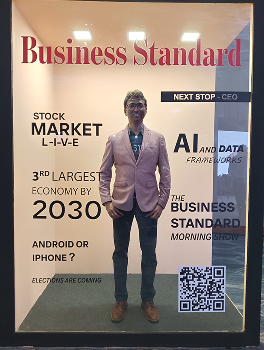 Business Standard
NEXT STOP - CEO
STOCK
MARKET
L-I-V-E
AI AND DATA
FRAMEWORKS
3RD LARGEST
ECONOMY BY
2030
THE
BUSINESS
STANDARD
MORNING SHOW
ANDROID OR
IPHONE ?
ELECTIONS ARE COMING